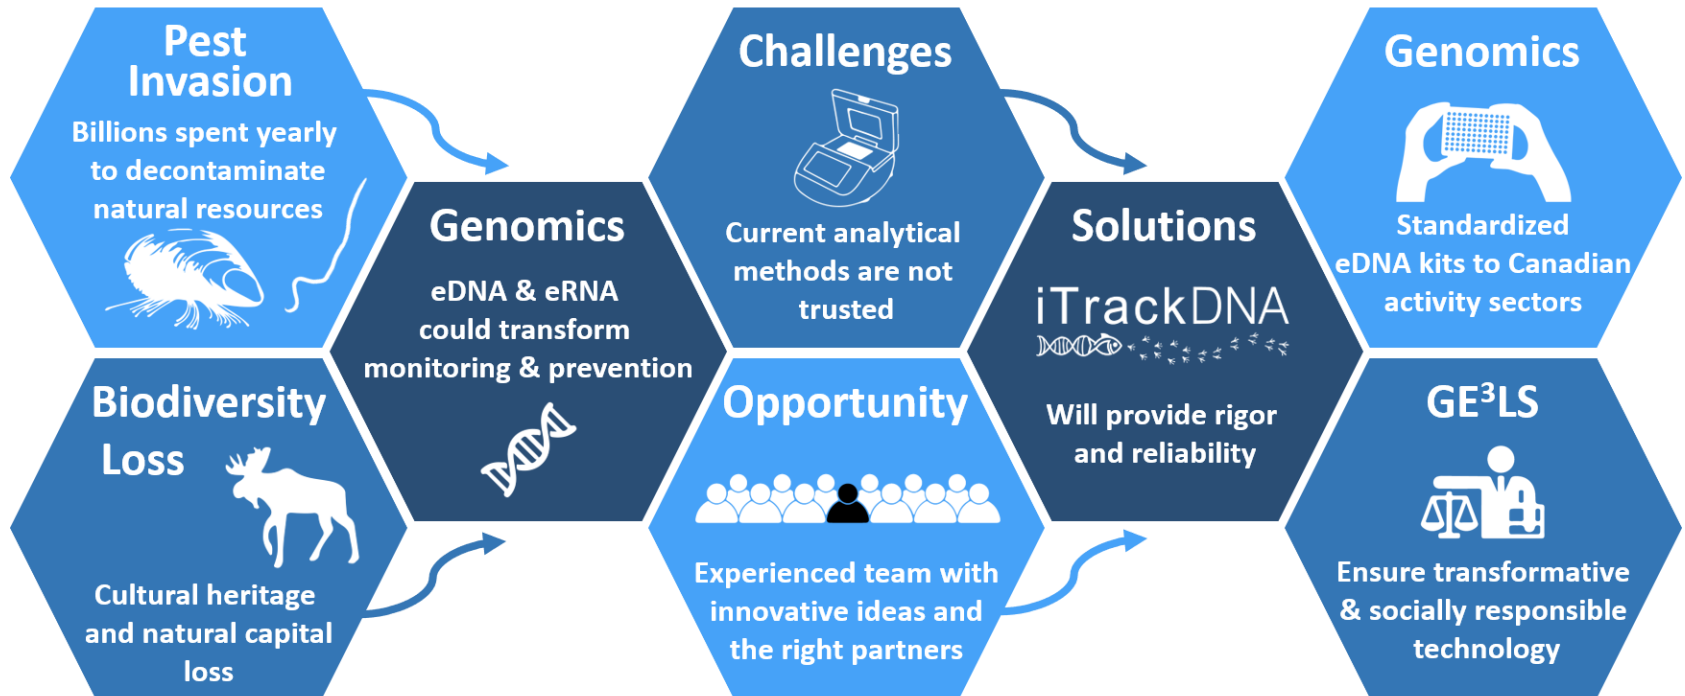 Pest
Invasion
Billions spent yearly
to decontaminate
natural resources
Biodiversity
Loss
Cultural heritage
and natural capital
loss
Genomics
eDNA & eRNA
could transform
monitoring & prevention
Challenges
Current analytical
methods are not
trusted
Opportunity
Experienced team with
innovative ideas and
the right partners
Solutions
iTrackDNA
Will provide rigor
and reliability
Genomics
Standardized
eDNA kits to Canadian
activity sectors
GE³LS
Ensure transformative
& socially responsible
technology